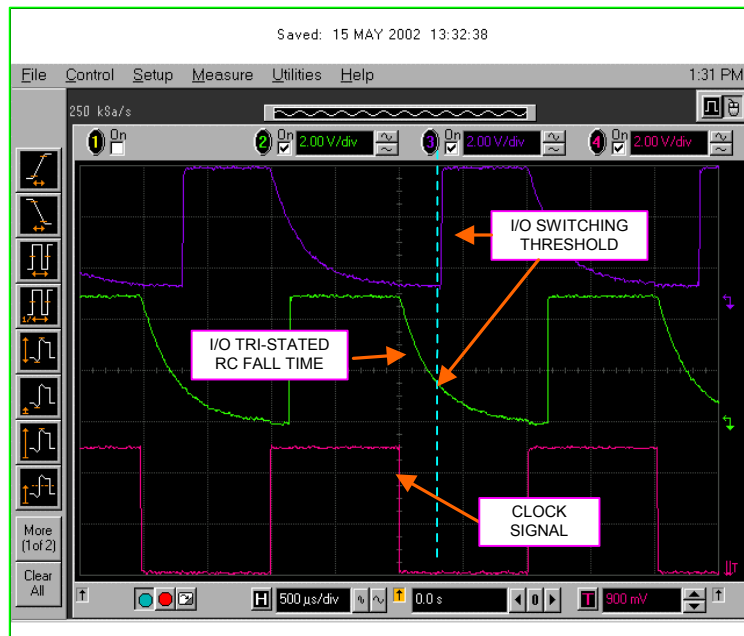 Saved: 15 MAY 2002 13:32:38
File Control Setup Measure Utilities Help 1:31 PM
250 kSa/s
1 On 2 On 2.00 V/div 3 On 2.00 V/div 4 On 2.00 V/div
I/O SWITCHING
THRESHOLD
I/O TRI-STATED
RC FALL TIME
CLOCK
SIGNAL
More
(1of 2)
Clear
All
H 500 µs/div 0.0 s 0 T 900 mV